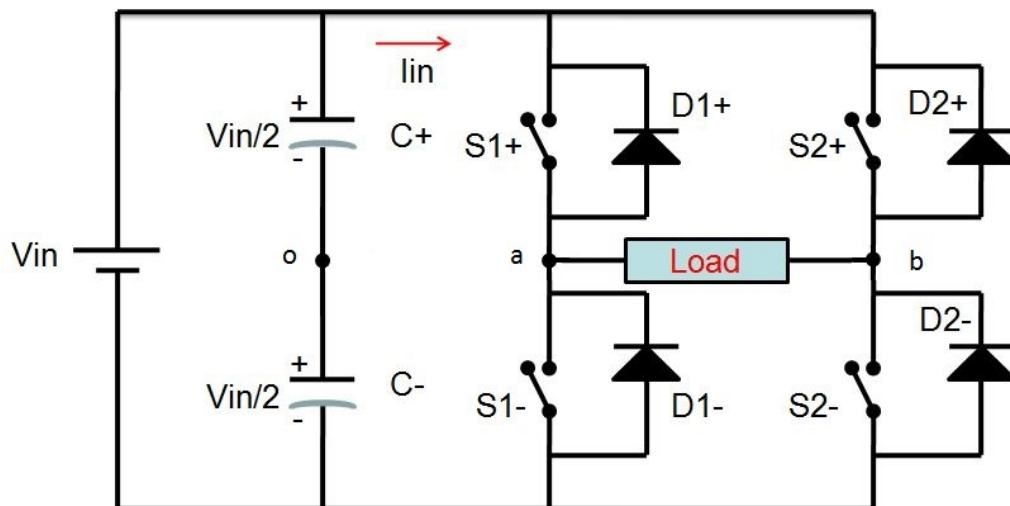 Iin
+
Vin/2
-
C+
S1+
D1+
S2+
D2+
Vin
o
a
Load
b
+
Vin/2
-
C-
S1-
D1-
S2-
D2-